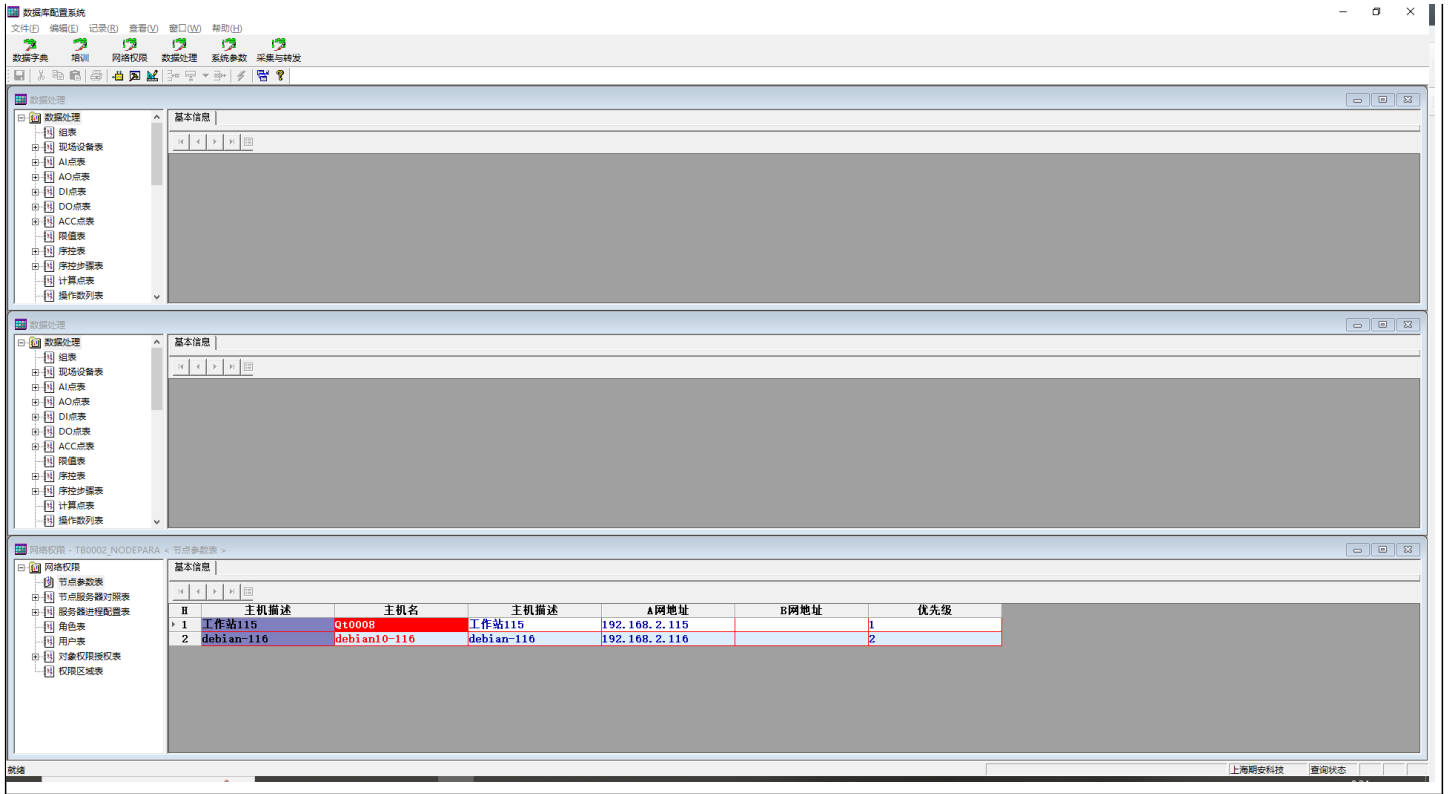 数据库配置系统
文件(F) 编辑(E) 记录(R) 查看(V) 窗口(W) 帮助(H)
数据字典 培训 网络权限 数据处理 系统参数 采集与转发
数据处理
数据处理
组表
现场设备表
AI点表
AO点表
DI点表
DO点表
ACC点表
限值表
序控表
序控步骤表
计算点表
操作数列表
基本信息
数据处理
数据处理
组表
现场设备表
AI点表
AO点表
DI点表
DO点表
ACC点表
限值表
序控表
序控步骤表
计算点表
操作数列表
基本信息
网络权限 - TB0002_NODEPARA < 节点参数表 >
网络权限
节点参数表
节点服务器对照表
服务器进程配置表
角色表
用户表
对象权限授权表
权限区域表
基本信息
H 主机描述 主机名 主机描述 A网地址 B网地址 优先级
1 工作站115 Qt0008 工作站115 192.168.2.115 1
2 debian-116 debian10-116 debian-116 192.168.2.116 2
就绪 上海期安科技 查询状态